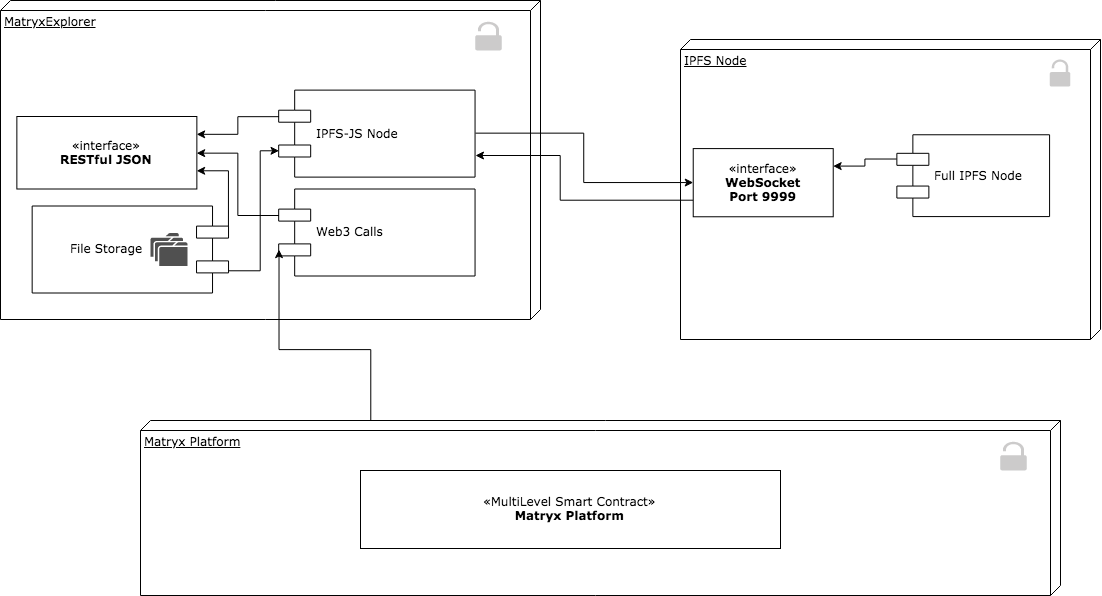 MatryxExplorer
«interface»
RESTful JSON
IPFS-JS Node
File Storage
Web3 Calls
IPFS Node
«interface»
WebSocket
Port 9999
Full IPFS Node
Matryx Platform
«MultiLevel Smart Contract»
Matryx Platform